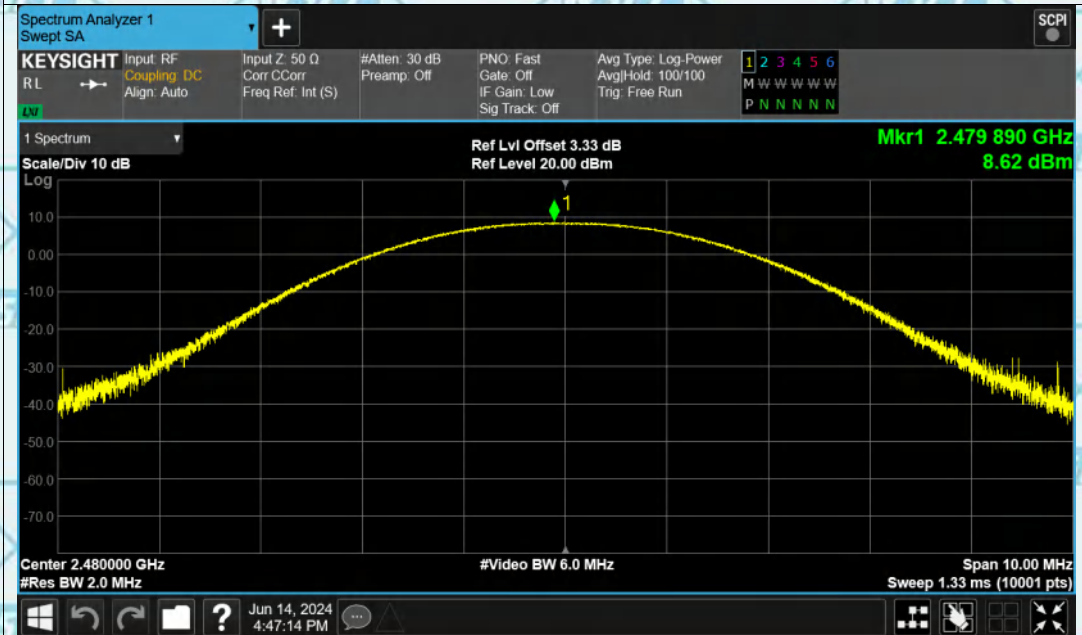 Spectrum Analyzer 1
Swept SA
+
SCPI
KEYSIGHT
RL
LXI
Input: RF
Coupling: DC
Align: Auto
Input Z: 50 Ω
Corr CCorr
Freq Ref: Int (S)
#Atten: 30 dB
Preamp: Off
PNO: Fast
Gate: Off
IF Gain: Low
Sig Track: Off
Avg Type: Log-Power
Avg|Hold: 100/100
Trig: Free Run
1 2 3 4 5 6
M W W W W W
P N N N N N
1 Spectrum
Scale/Div 10 dB
Log
Ref Lvl Offset 3.33 dB
Ref Level 20.00 dBm
Mkr1 2.479 890 GHz
8.62 dBm
1
10.0
0.00
-10.0
-20.0
-30.0
-40.0
-50.0
-60.0
-70.0
Center 2.480000 GHz
#Res BW 2.0 MHz
#Video BW 6.0 MHz
Span 10.00 MHz
Sweep 1.33 ms (10001 pts)
?
Jun 14, 2024
4:47:14 PM